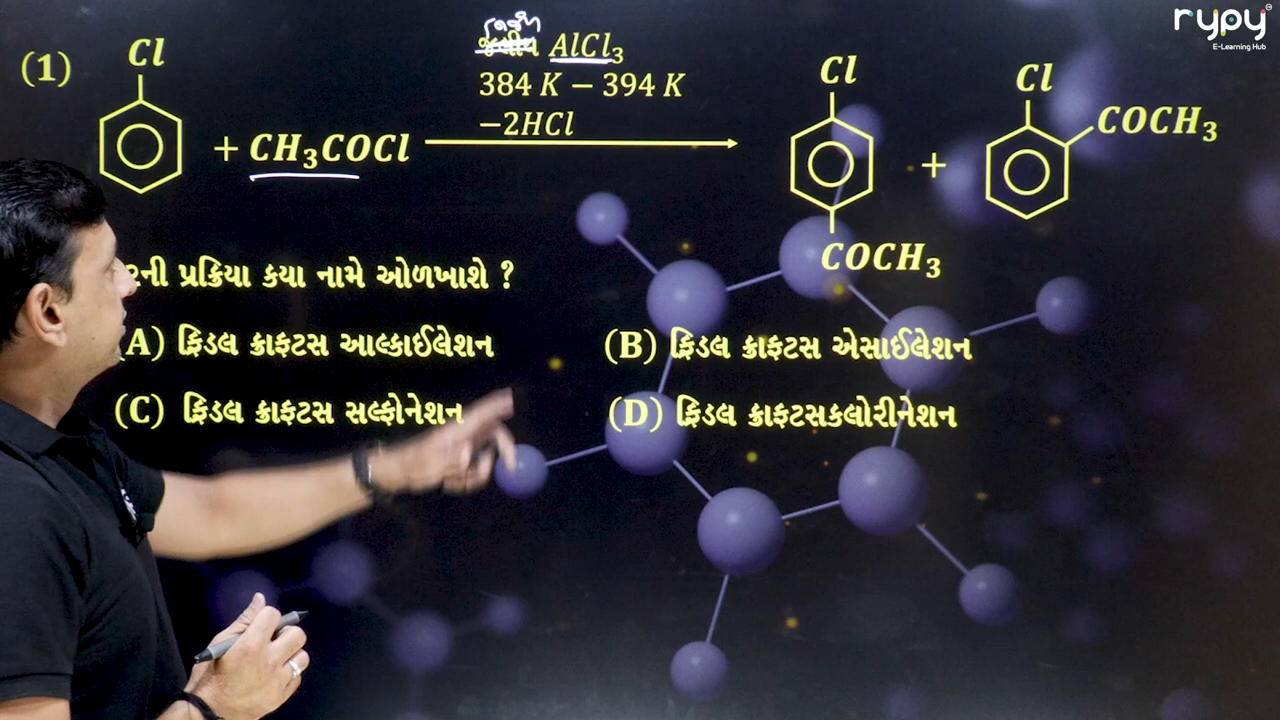 rypy
E-Learning Hub
(1)
Cl
+ CH₃COCl
AlCl₃
384 K − 394 K
−2HCl
Cl
COCH₃
+
Cl
COCH₃
પ્રક્રિયા કયા નામે ઓળખાશે ?
(A) ફ્રિડલ ક્રાફ્ટસ આલ્કાઈલેશન
(B) ફ્રિડલ ક્રાફ્ટસ એસાઈલેશન
(C) ફ્રિડલ ક્રાફ્ટસ સલ્ફોનેશન
(D) ફ્રિડલ ક્રાફ્ટસકલોરીનેશન